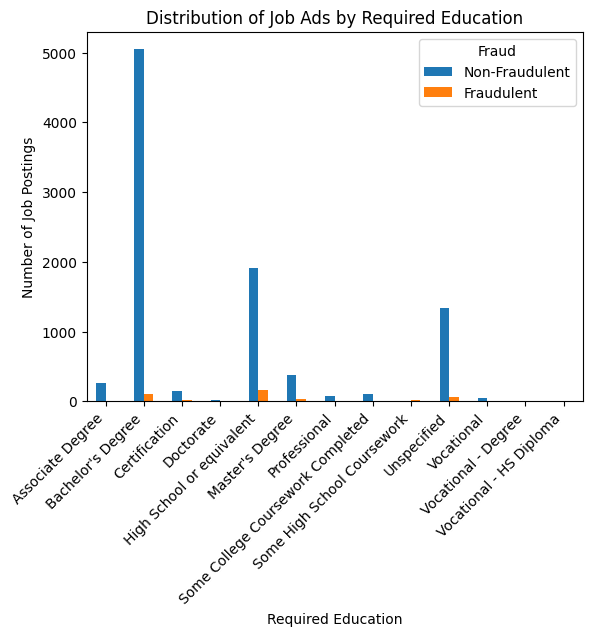 Distribution of Job Ads by Required Education
Fraud
Non-Fraudulent
Fraudulent
Number of Job Postings
5000
4000
3000
2000
1000
0
Associate Degree
Bachelor's Degree
Certification
Doctorate
High School or equivalent
Master's Degree
Professional
Some College Coursework Completed
Some High School Coursework
Unspecified
Vocational
Vocational - Degree
Vocational - HS Diploma
Required Education